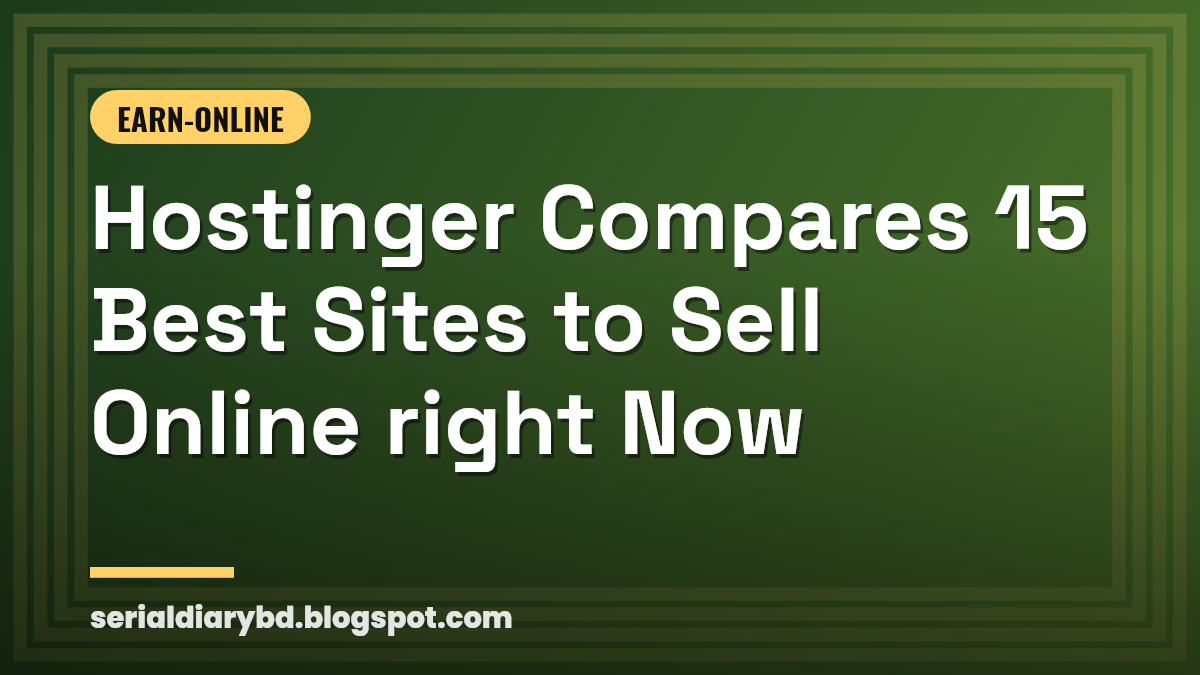 EARN-ONLINE
Hostinger Compares 15
Best Sites to Sell
Online right Now
serialdiarybd.blogspot.com